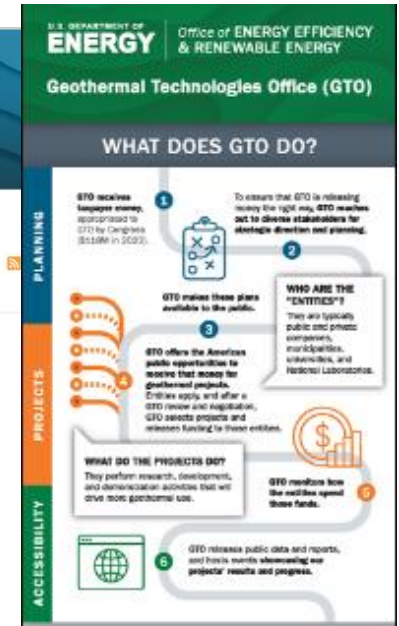 U.S. DEPARTMENT OF
ENERGY
Office of ENERGY EFFICIENCY
& RENEWABLE ENERGY
Geothermal Technologies Office (GTO)
WHAT DOES GTO DO?
PLANNING
GTO receives
taxpayer money,
appropriated to
GTO by Congress
($118M in 2023).
1
To ensure that GTO is releasing
money the right way, GTO reaches
out to diverse stakeholders for
strategic direction and planning.
2
GTO makes these plans
available to the public.
3
WHO ARE THE
"ENTITIES"?
They are typically
public and private
companies,
municipalities,
universities, and
National Laboratories.
PROJECTS
4
GTO offers the American
public opportunities to
receive that money for
geothermal projects.
Entities apply, and after a
GTO review and negotiation,
GTO selects projects and
releases funding to those entities.
$
WHAT DO THE PROJECTS DO?
They perform research, development,
and demonstration activities that will
drive more geothermal use.
GTO monitors how
the entities spend
those funds.
5
ACCESSIBILITY
6
GTO releases public data and reports,
and hosts events showcasing our
projects' results and progress.